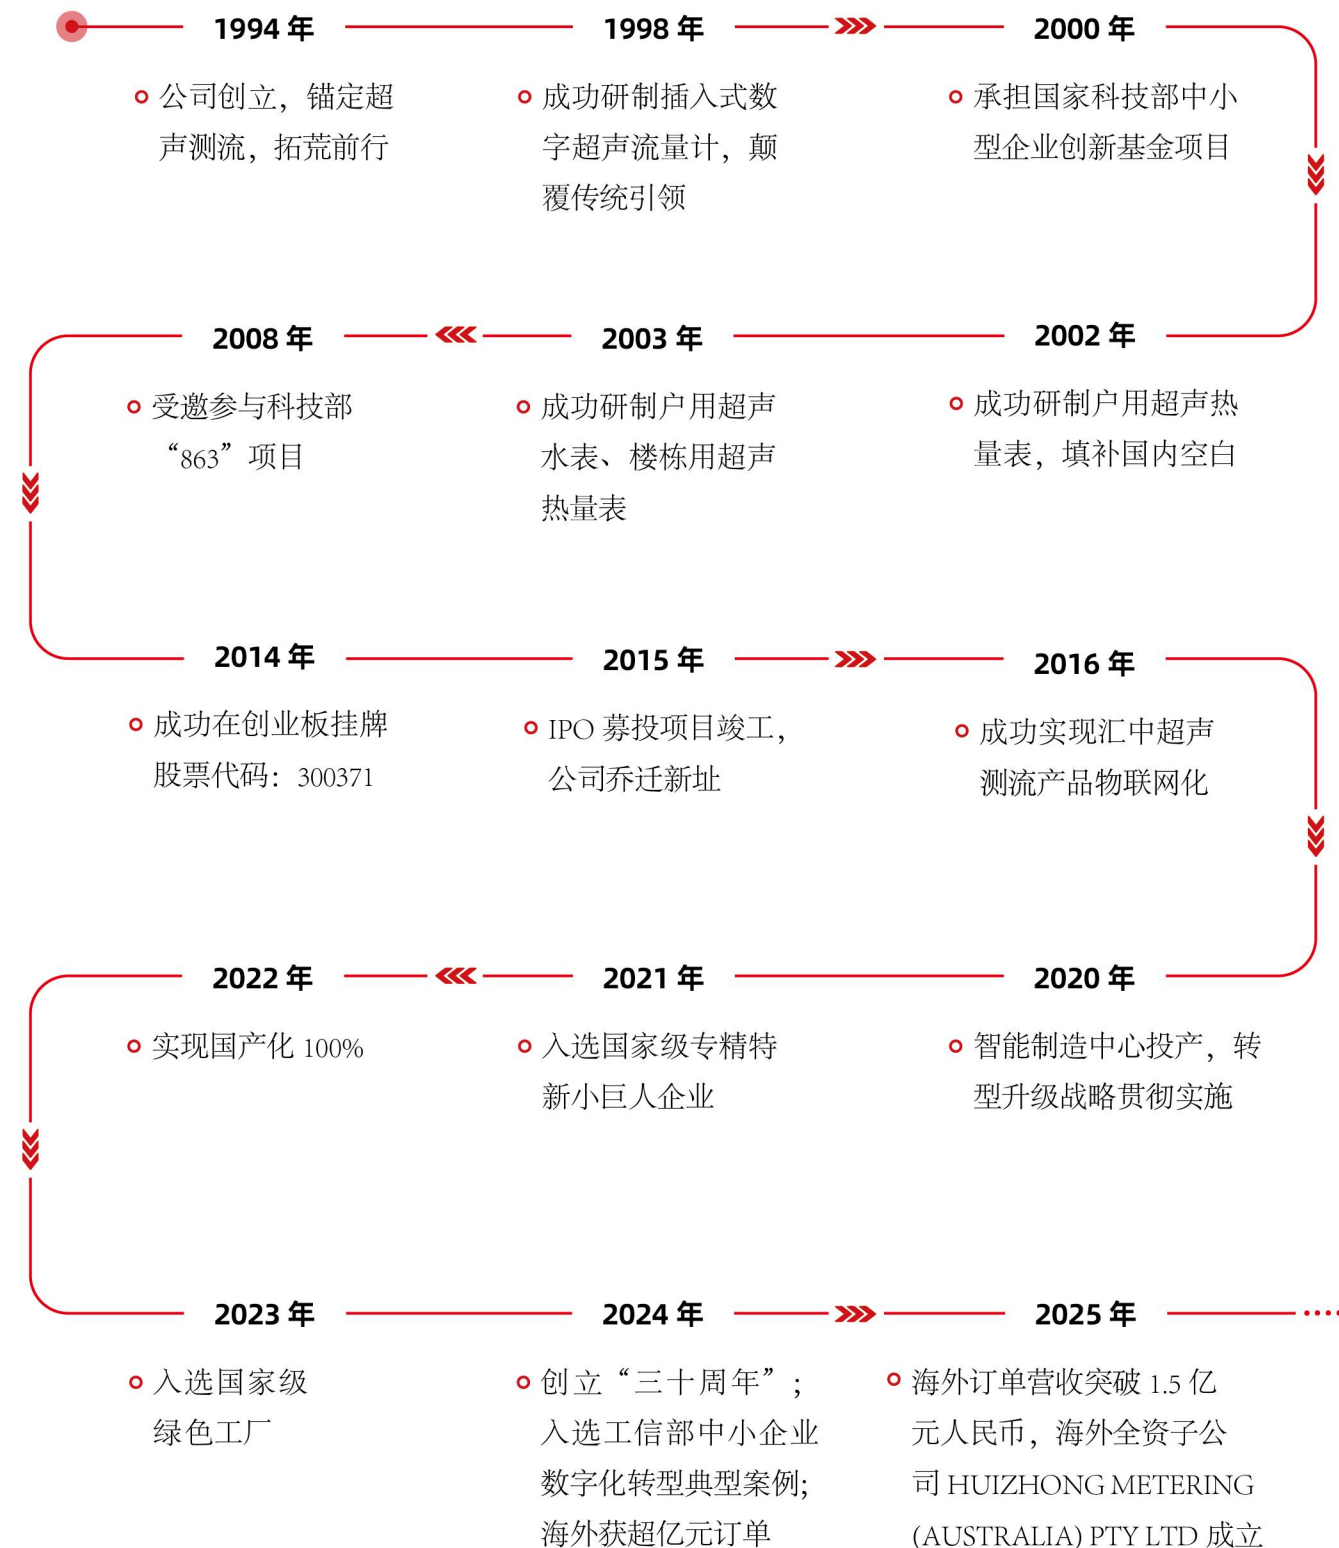 1994 年
公司创立，锚定超
声测流，拓荒前行
1998 年
成功研制插入式数
字超声流量计，颠
覆传统引领
2000 年
承担国家科技部中小
型企业创新基金项目
2002 年
成功研制户用超声热
量表，填补国内空白
2003 年
成功研制户用超声
水表、楼栋用超声
热量表
2008 年
受邀参与科技部
“863”项目
2014 年
成功在创业板挂牌
股票代码：300371
2015 年
IPO 募投项目竣工，
公司乔迁新址
2016 年
成功实现汇中超声
测流产品物联网化
2020 年
智能制造中心投产，转
型升级战略贯彻实施
2021 年
入选国家级专精特
新小巨人企业
2022 年
实现国产化 100%
2023 年
入选国家级
绿色工厂
2024 年
创立“三十周年”；
入选工信部中小企业
数字化转型典型案例;
海外获超亿元订单
2025 年
海外订单营收突破 1.5 亿
元人民币，海外全资子公
司 HUIZHONG METERING
(AUSTRALIA) PTY LTD 成立